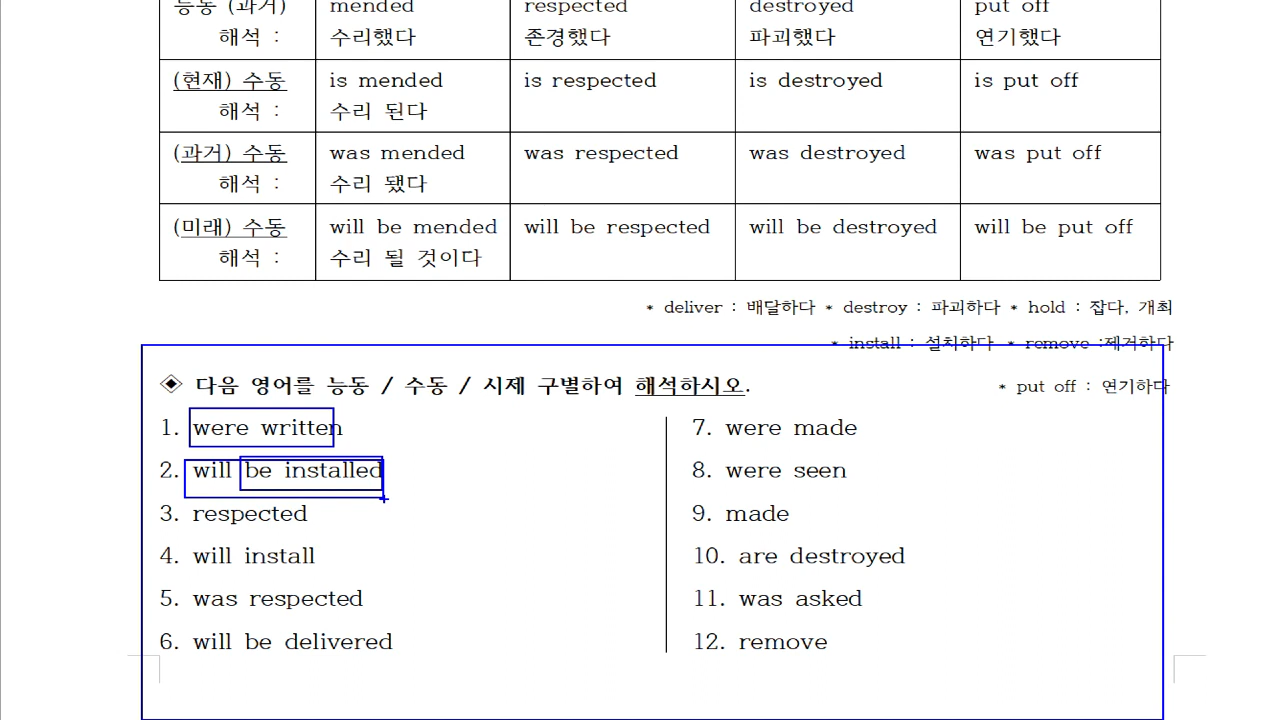 능동 (과거) mended respected destroyed put off
해석 : 수리했다 존경했다 파괴했다 연기했다
(현재) 수동 is mended is respected is destroyed is put off
해석 : 수리 된다
(과거) 수동 was mended was respected was destroyed was put off
해석 : 수리 됐다
(미래) 수동 will be mended will be respected will be destroyed will be put off
해석 : 수리 될 것이다
* deliver : 배달하다 * destroy : 파괴하다 * hold : 잡다, 개최
* install : 설치하다 * remove :제거하다
◈ 다음 영어를 능동 / 수동 / 시제 구별하여 해석하시오.
* put off : 연기하다
1. were written
2. will be installed
3. respected
4. will install
5. was respected
6. will be delivered
7. were made
8. were seen
9. made
10. are destroyed
11. was asked
12. remove